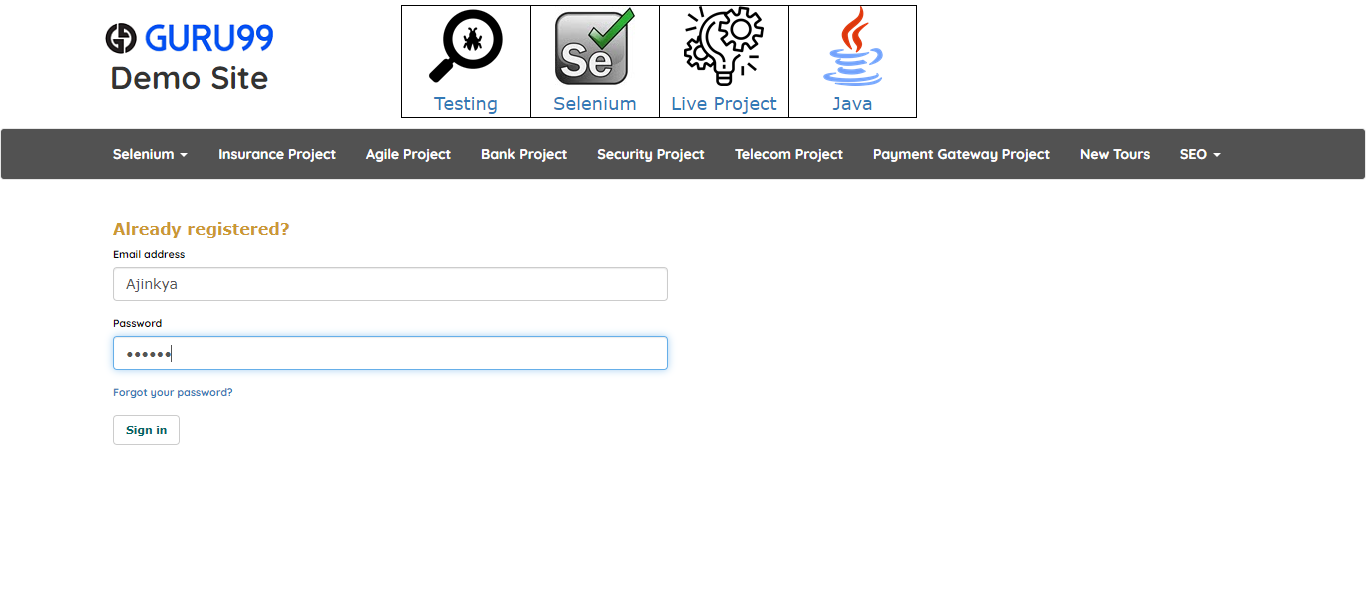 GURU99
Demo Site
Se
Testing Selenium Live Project Java
Selenium Insurance Project Agile Project Bank Project Security Project Telecom Project Payment Gateway Project New Tours SEO
Already registered?
Email address
Ajinkya
Password
••••••
Forgot your password?
Sign in